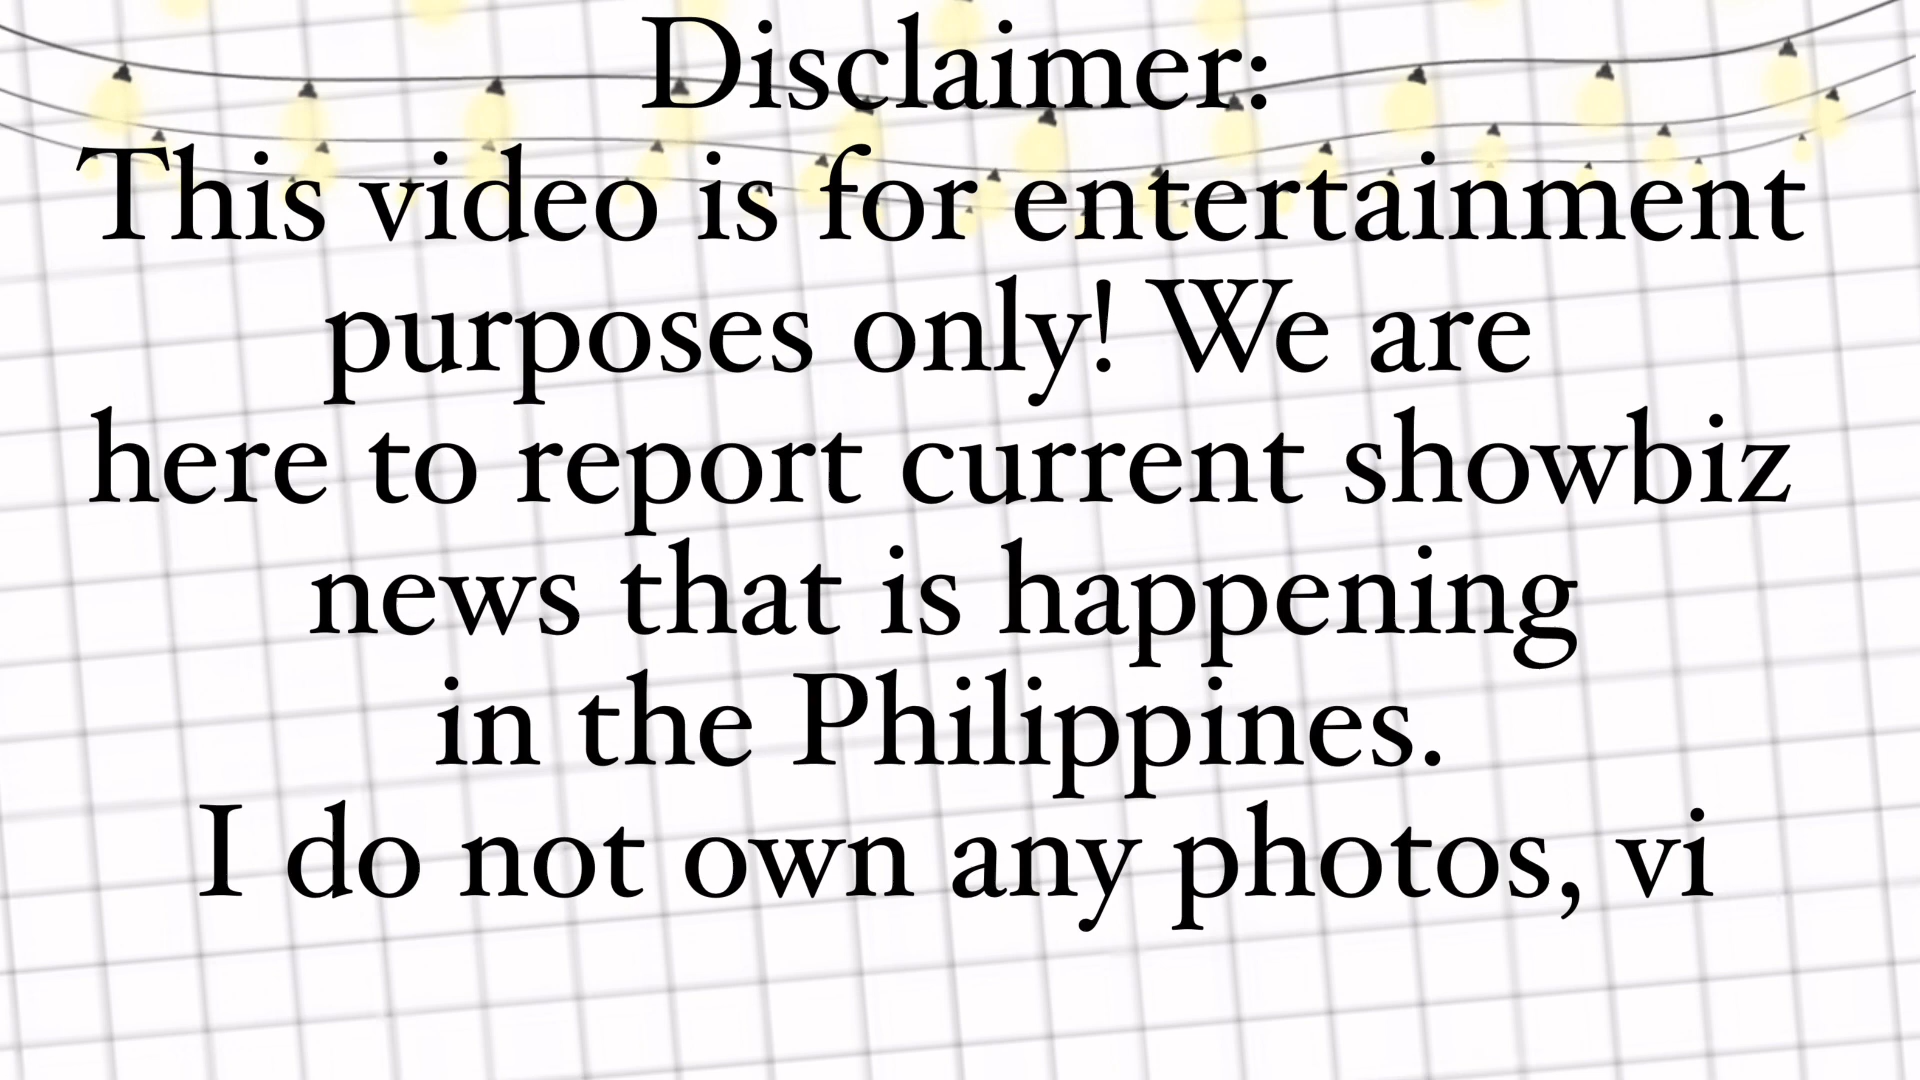 Disclaimer:
This video is for entertainment
purposes only! We are
here to report current showbiz
news that is happening
in the Philippines.
I do not own any photos, vi